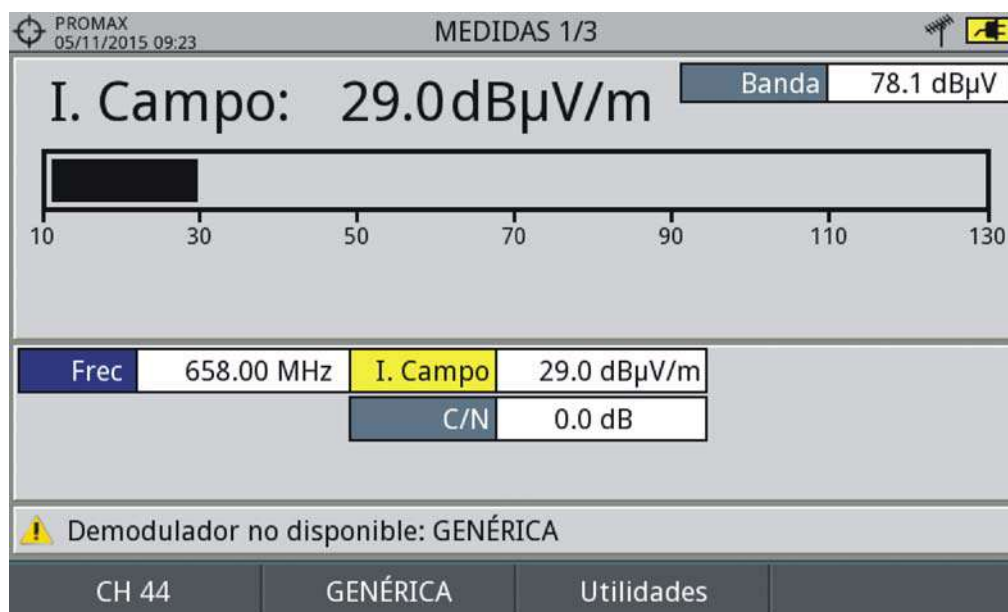 PROMAX
05/11/2015 09:23
MEDIDAS 1/3
I. Campo: 29.0 dBµV/m
Banda 78.1 dBµV
10 30 50 70 90 110 130
Frec 658.00 MHz I. Campo 29.0 dBµV/m
C/N 0.0 dB
Demodulador no disponible: GENÉRICA
CH 44 GENÉRICA Utilidades